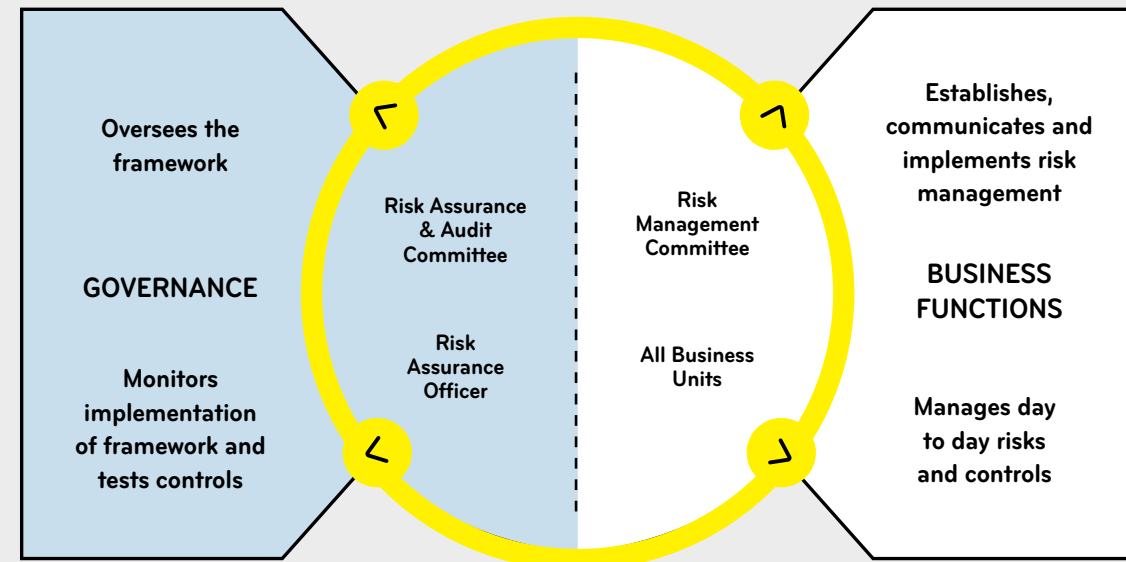 Oversees the
framework
GOVERNANCE
Monitors
implementation
of framework and
tests controls
Risk Assurance
& Audit
Committee
Risk
Assurance
Officer
Risk
Management
Committee
All Business
Units
Establishes,
communicates and
implements risk
management
BUSINESS
FUNCTIONS
Manages day
to day risks
and controls